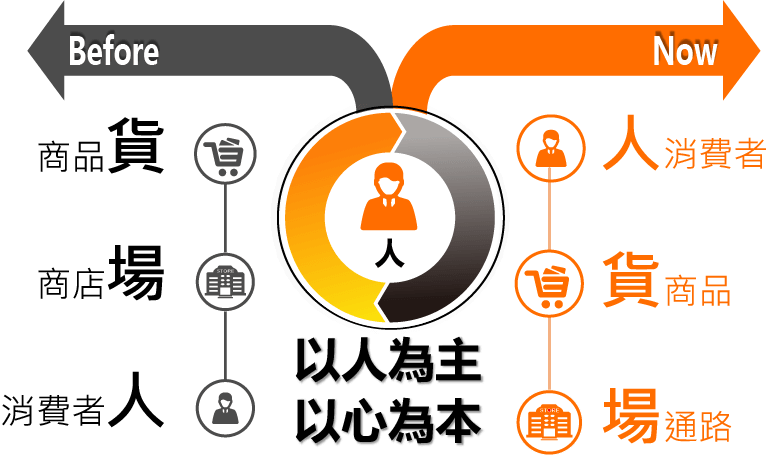 Before
Now
商品貨
人消費者
人
商店場
STORE
貨商品
以人為主
以心為本
消費者人
場通路
STORE